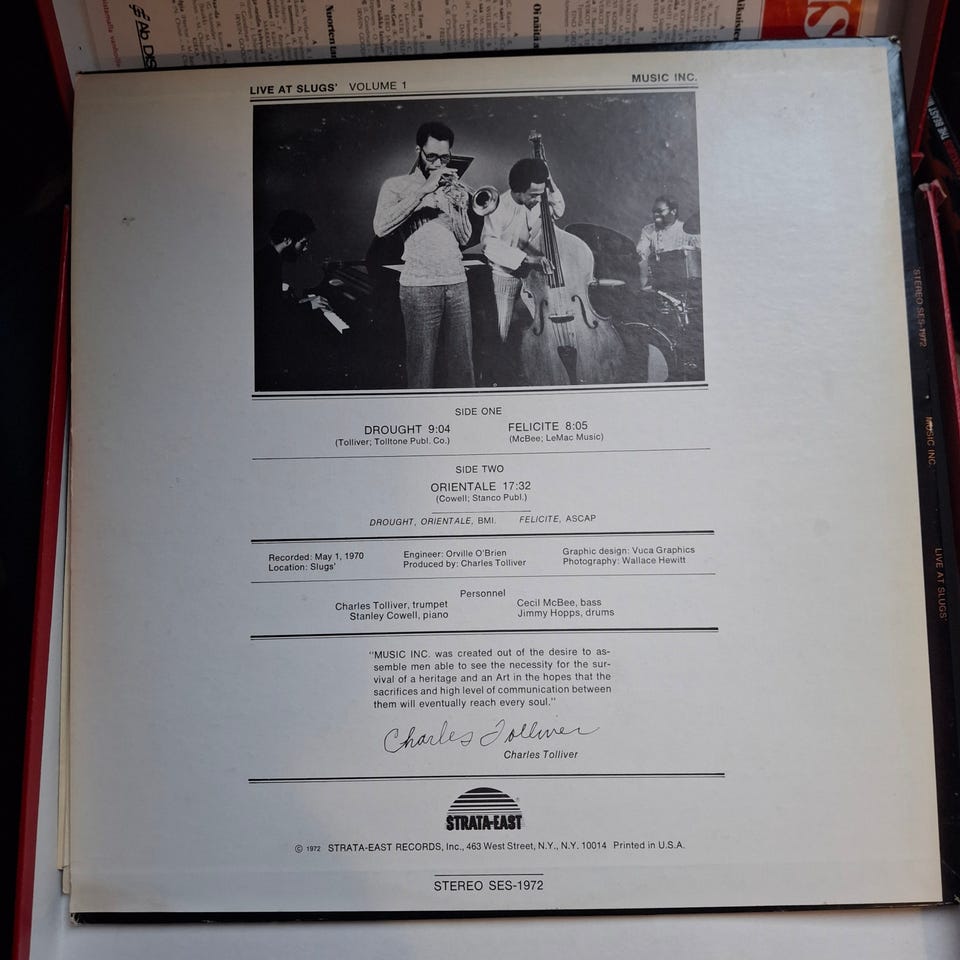 Nuorten tan
Oi näitä a
LIVE AT SLUGS' VOLUME 1
MUSIC INC.
SIDE ONE
DROUGHT 9:04
(Tolliver; Tolltone Publ. Co.)
FELICITE 8:05
(McBee; LeMac Music)
SIDE TWO
ORIENTALE 17:32
(Cowell; Stanco Publ.)
DROUGHT, ORIENTALE, BMI. FELICITE, ASCAP
Recorded: May 1, 1970
Location: Slugs'
Engineer: Orville O'Brien
Produced by: Charles Tolliver
Graphic design: Vuca Graphics
Photography: Wallace Hewitt
Personnel
Charles Tolliver, trumpet
Stanley Cowell, piano
Cecil McBee, bass
Jimmy Hopps, drums
"MUSIC INC. was created out of the desire to as-
semble men able to see the necessity for the sur-
vival of a heritage and an Art in the hopes that the
sacrifices and high level of communication between
them will eventually reach every soul."
Charles Tolliver
Charles Tolliver
STRATA-EAST
© 1972 STRATA-EAST RECORDS, Inc., 463 West Street, N.Y., N.Y. 10014 Printed in U.S.A.
STEREO SES-1972
STEREO SES-1972
MUSIC INC.
LIVE AT SLUGS'